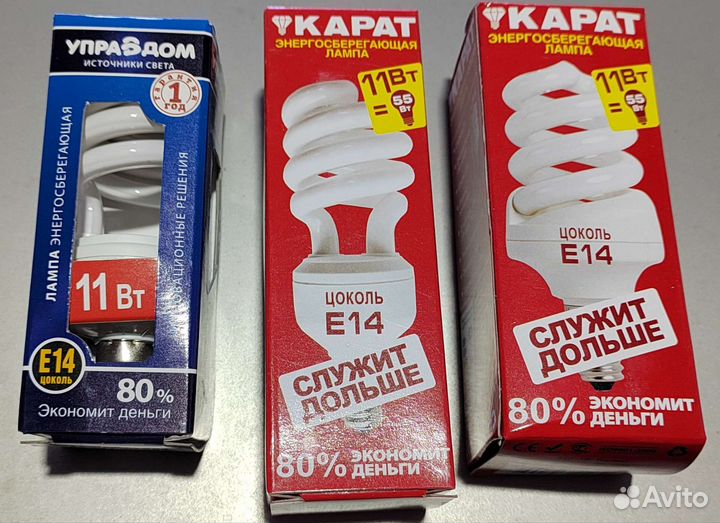 УПРАВДОМ
ИСТОЧНИКИ СВЕТА
гарантия
1
год
ЛАМПА ЭНЕРГОСБЕРЕГАЮЩАЯ
РЕШЕНИЯ
11 Вт
E14
ЦОКОЛЬ
80%
Экономит деньги
КАРАТ
ЭНЕРГОСБЕРЕГАЮЩАЯ
ЛАМПА
11Вт
=55
Вт
ЦОКОЛЬ
E14
СЛУЖИТ
ДОЛЬШЕ
80% ЭКОНОМИТ
ДЕНЬГИ
КАРАТ
ЭНЕРГОСБЕРЕГАЮЩАЯ
ЛАМПА
11Вт
=55
Вт
ЦОКОЛЬ
E14
СЛУЖИТ
ДОЛЬШЕ
80% ЭКОНОМИТ
ДЕНЬГИ
Avito